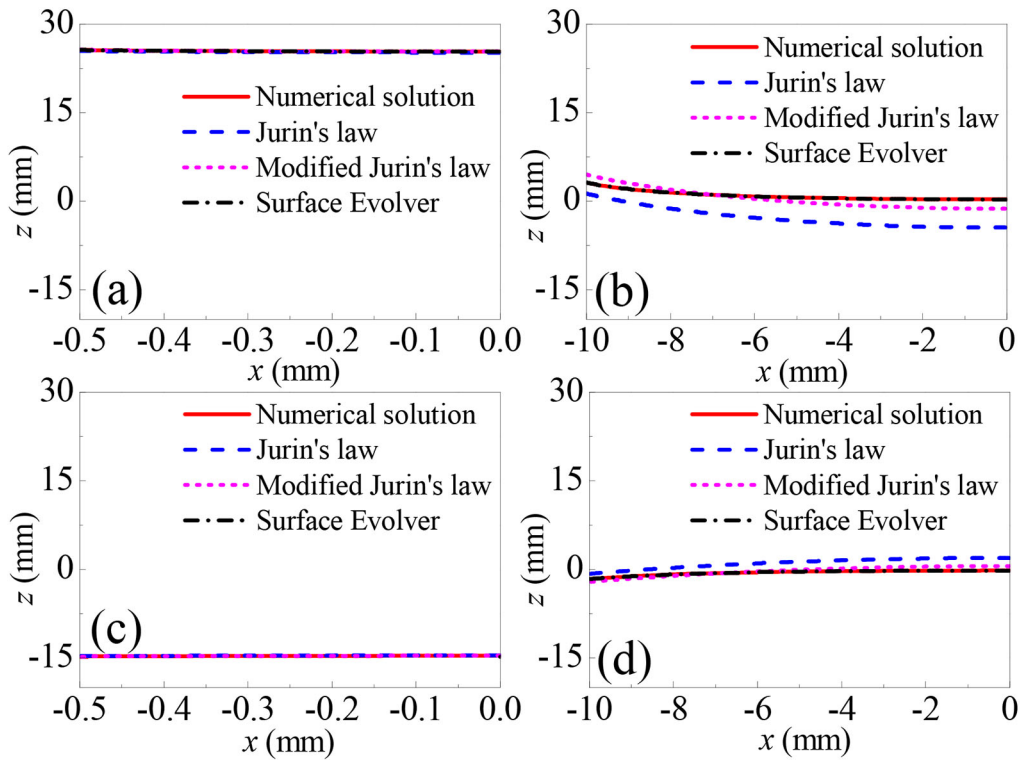 30
15
0
-15
z (mm)
Numerical solution
Jurin's law
Modified Jurin's law
Surface Evolver
(a)
-0.5 -0.4 -0.3 -0.2 -0.1 0.0
x (mm)
30
15
0
-15
z (mm)
Numerical solution
Jurin's law
Modified Jurin's law
Surface Evolver
(b)
-10 -8 -6 -4 -2 0
x (mm)
30
15
0
-15
z (mm)
Numerical solution
Jurin's law
Modified Jurin's law
Surface Evolver
(c)
-0.5 -0.4 -0.3 -0.2 -0.1 0.0
x (mm)
30
15
0
-15
z (mm)
Numerical solution
Jurin's law
Modified Jurin's law
Surface Evolver
(d)
-10 -8 -6 -4 -2 0
x (mm)